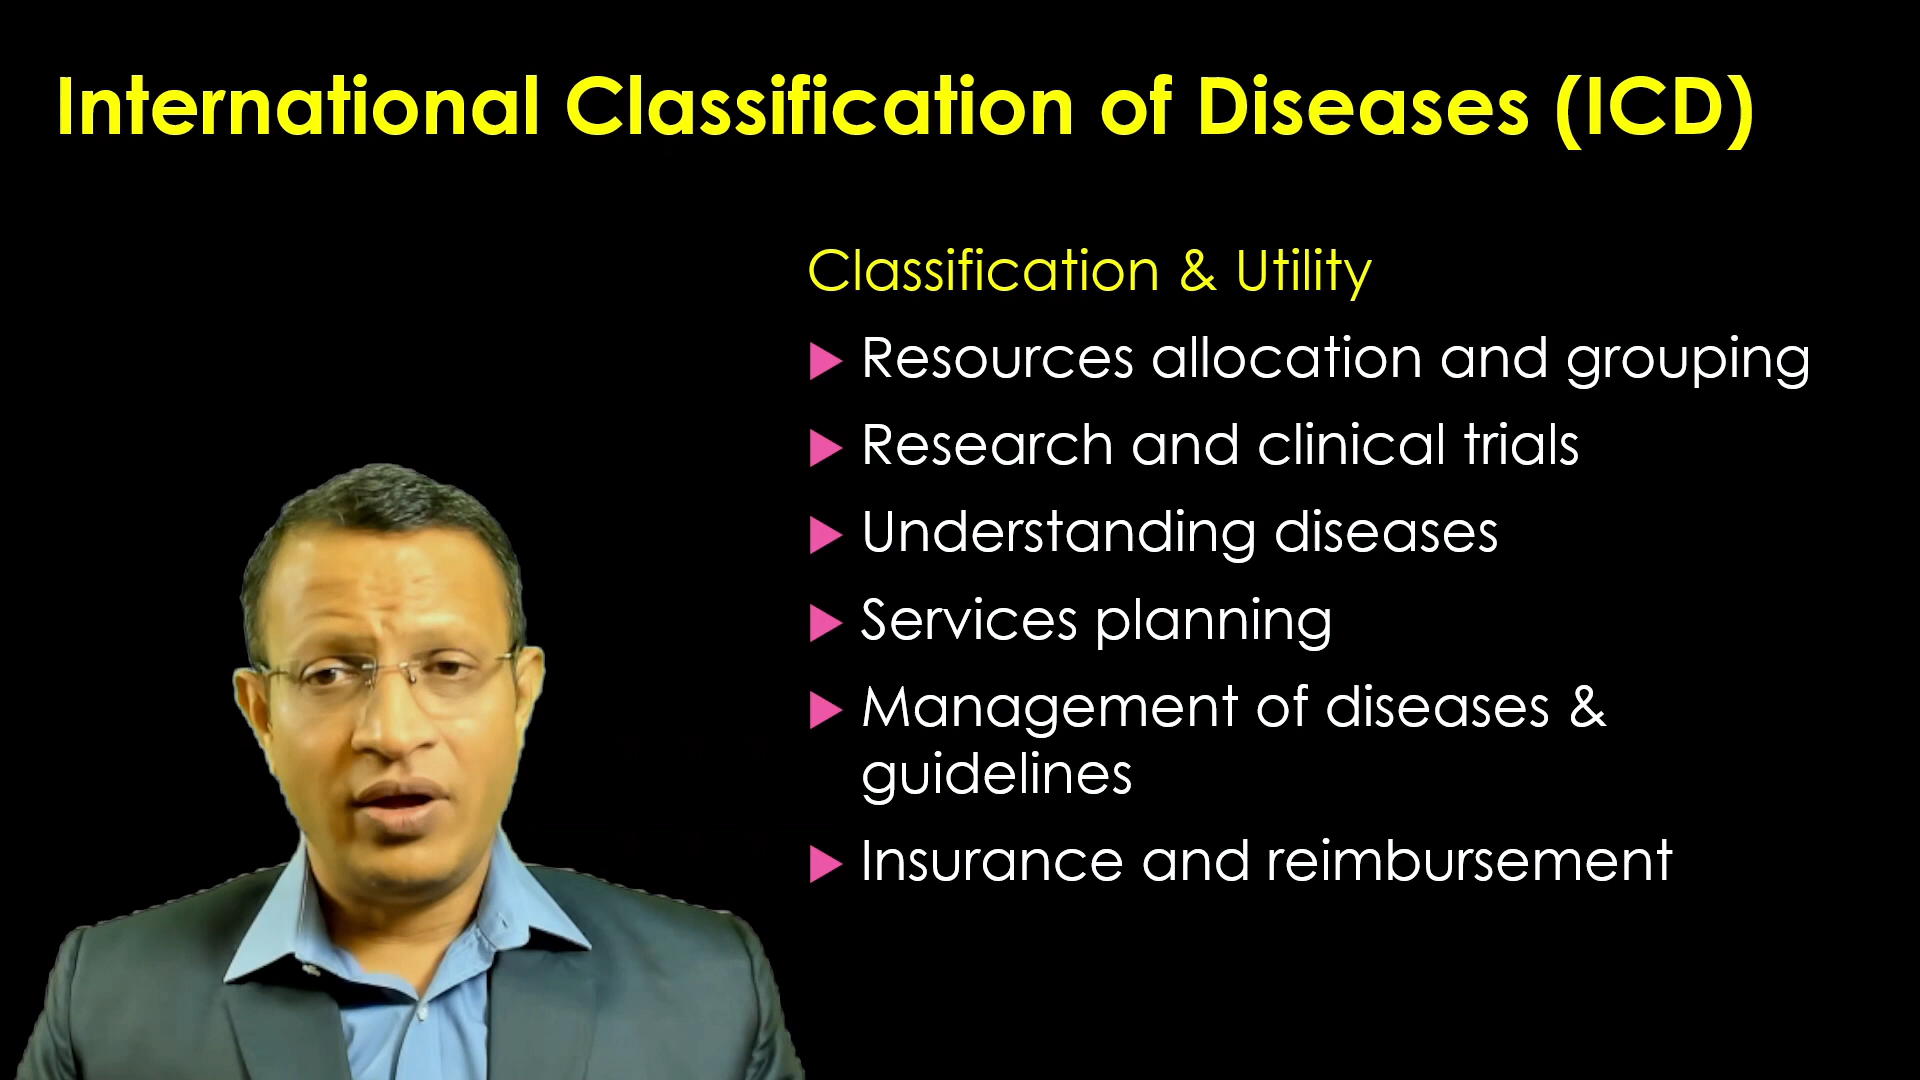 International Classification of Diseases (ICD)
Classification & Utility
Resources allocation and grouping
Research and clinical trials
Understanding diseases
Services planning
Management of diseases &
guidelines
Insurance and reimbursement